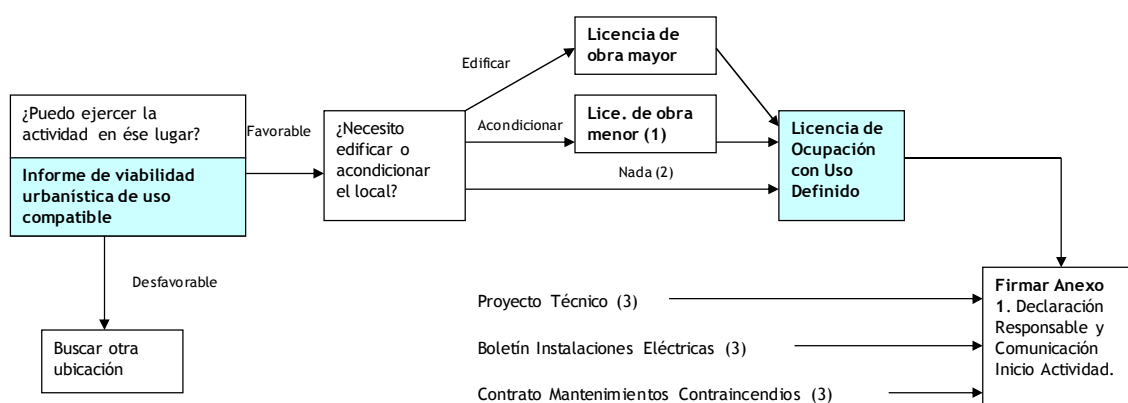 ¿Puedo ejercer la
actividad en ése lugar?
Informe de viabilidad
urbanística de uso
compatible
Favorable
Desfavorable
Buscar otra
ubicación
¿Necesito
edificar o
acondicionar
el local?
Edificar
Acondicionar
Nada (2)
Licencia de
obra mayor
Lice. de obra
menor (1)
Licencia de
Ocupación
con Uso
Definido
Proyecto Técnico (3)
Boletín Instalaciones Eléctricas (3)
Contrato Mantenimientos Contraincendios (3)
Firmar Anexo
1. Declaración
Responsable y
Comunicación
Inicio Actividad.